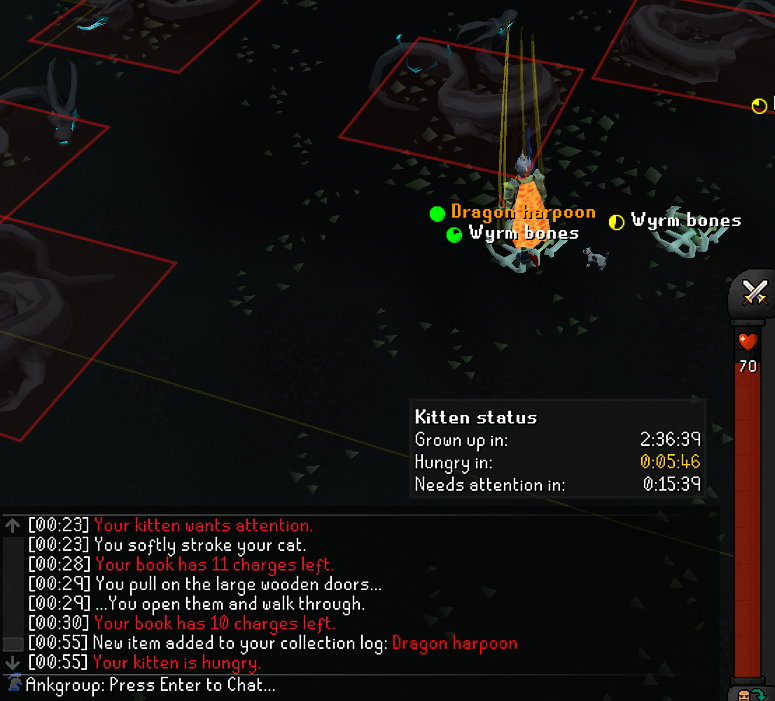 Dragon harpoon
Wyrm bones
Wyrm bones
70
Kitten status
Grown up in: 2:36:39
Hungry in: 0:05:46
Needs attention in: 0:15:39
[00:23] Your kitten wants attention.
[00:23] You softly stroke your cat.
[00:28] Your book has 11 charges left.
[00:29] You pull on the large wooden doors...
[00:29] ...You open them and walk through.
[00:30] Your book has 10 charges left.
[00:55] New item added to your collection log: Dragon harpoon
[00:55] Your kitten is hungry.
Ankgroup: Press Enter to Chat...